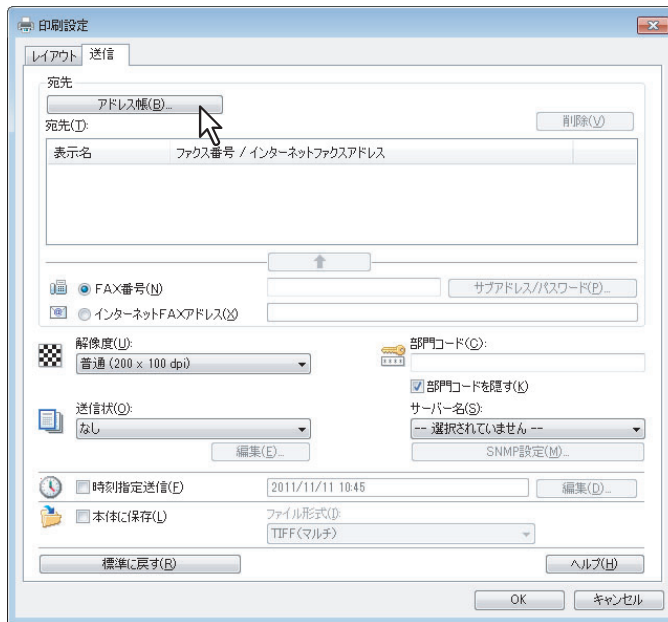 印刷設定
レイアウト 送信
宛先
アドレス帳(B)...
宛先(T):
削除(V)
表示名 ファクス番号 / インターネットファクスアドレス
FAX番号(N)
サブアドレス/パスワード(P)...
インターネットFAXアドレス(X)
解像度(U):
普通 (200 x 100 dpi)
部門コード(C):
部門コードを隠す(K)
送信状(O):
なし
編集(E)...
サーバー名(S):
-- 選択されていません --
SNMP設定(M)...
時刻指定送信(F) 2011/11/11 10:45 編集(D)...
本体に保存(L) ファイル形式(I):
TIFF(マルチ)
標準に戻す(R) ヘルプ(H)
OK キャンセル